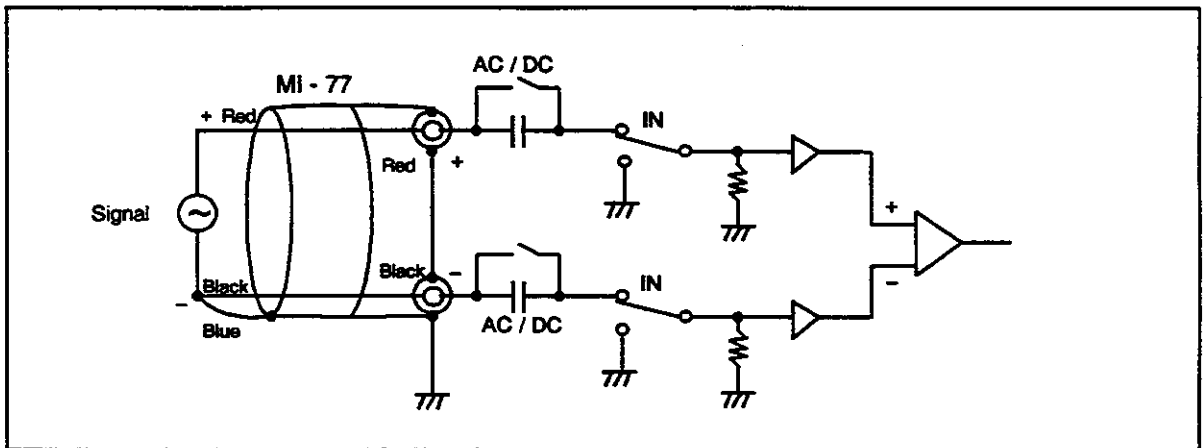 AC / DC
MI - 77
+ Red
IN
Red +
Signal
+
Black -
IN
- Black
-
AC / DC
Blue